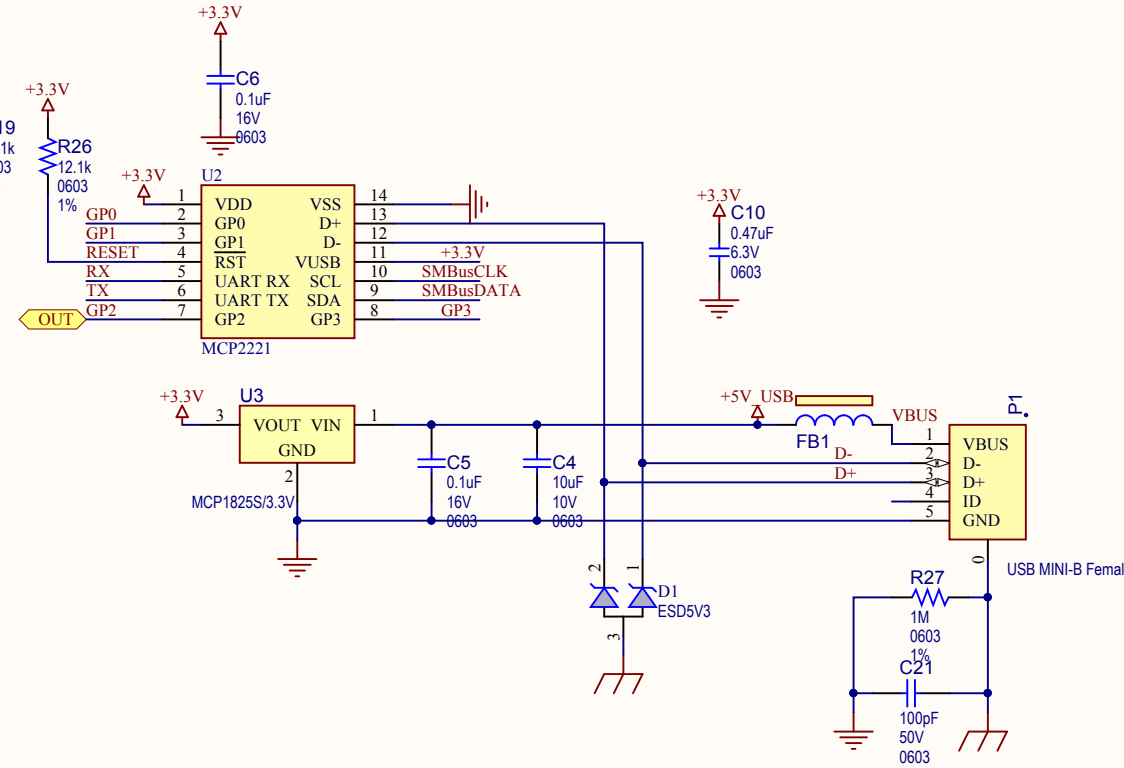 +3.3V
C6
0.1uF
16V
0603
+3.3V
19
1k
03
R26
12.1k
0603
1%
+3.3V
U2
1 VDD VSS 14
GP0 2 GP0 D+ 13
GP1 3 GP1 D- 12
RESET 4 RST VUSB 11 +3.3V
RX 5 UART RX SCL 10 SMBusCLK
TX 6 UART TX SDA 9 SMBusDATA
OUT GP2 7 GP2 GP3 8 GP3
MCP2221
+3.3V
C10
0.47uF
6.3V
0603
+3.3V
U3
3 VOUT VIN 1
GND
2
MCP1825S/3.3V
C5
0.1uF
16V
0603
C4
10uF
10V
0603
+5V_USB
FB1
VBUS
P1
1 VBUS
D- 2 D-
D+ 3 D+
4 ID
5 GND
0
USB MINI-B Femal
2 1
D1
ESD5V3
3
R27
1M
0603
1%
C21
100pF
50V
0603